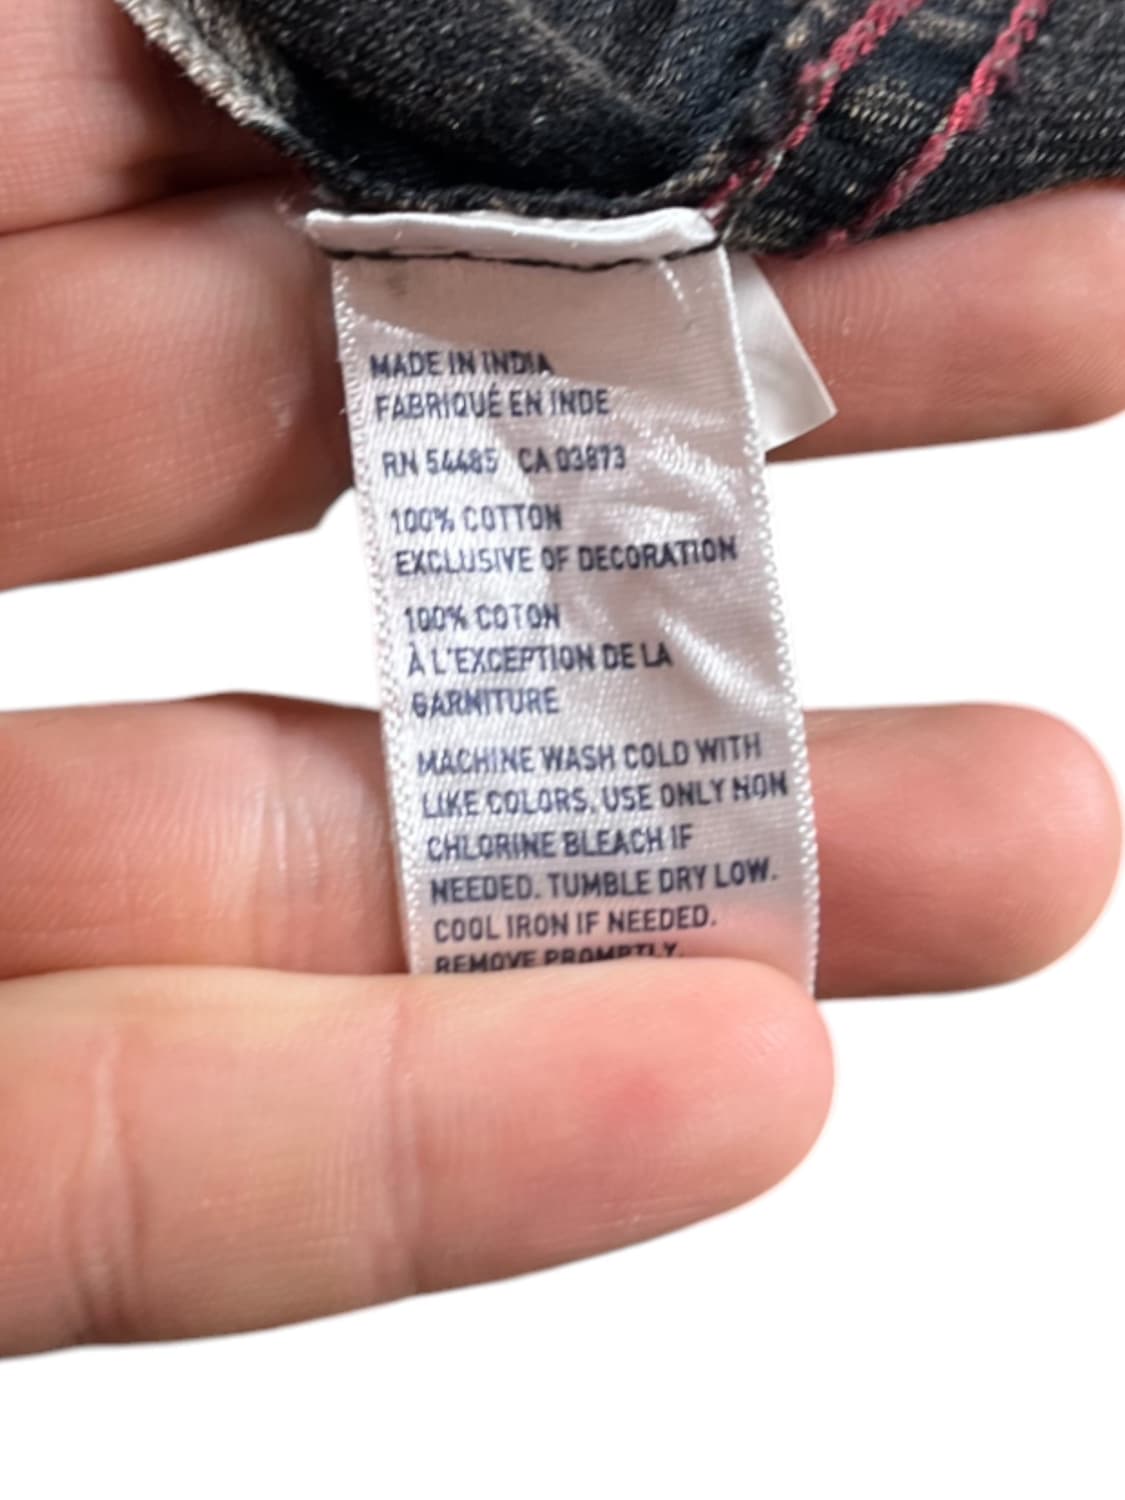 MADE IN INDIA
FABRIQUÉ EN INDE
RN 54485 CA 03873
100% COTTON
EXCLUSIVE OF DECORATION
100% COTON
À L'EXCEPTION DE LA
GARNITURE
MACHINE WASH COLD WITH
LIKE COLORS. USE ONLY NON
CHLORINE BLEACH IF
NEEDED. TUMBLE DRY LOW.
COOL IRON IF NEEDED.
REMOVE PROMPTLY.